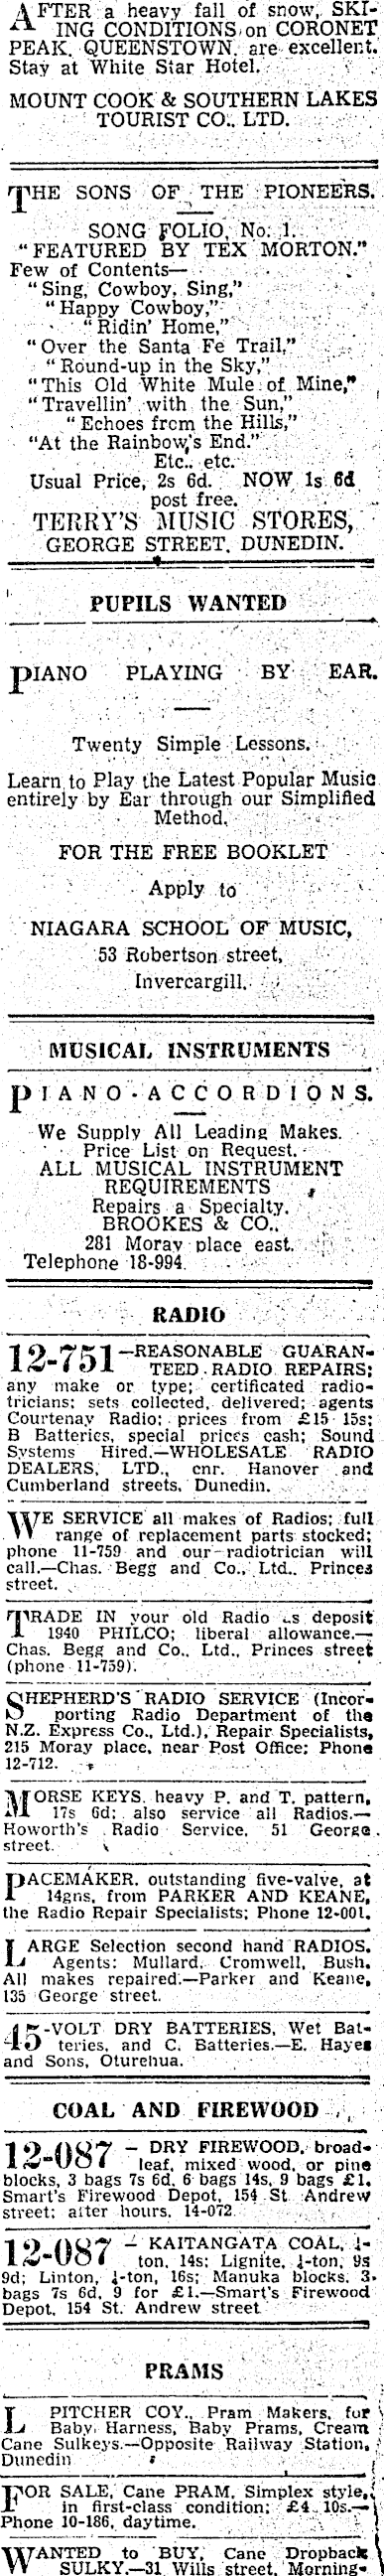 AFTER a heavy fall of snow, SKI-
ING CONDITIONS on CORONET
PEAK, QUEENSTOWN, are excellent.
Stay at White Star Hotel.
MOUNT COOK & SOUTHERN LAKES
TOURIST CO., LTD.
THE SONS OF THE PIONEERS.
SONG FOLIO, No. 1.
"FEATURED BY TEX MORTON."
Few of Contents—
"Sing, Cowboy, Sing,"
"Happy Cowboy,"
"Ridin' Home,"
"Over the Santa Fe Trail,"
"Round-up in the Sky,"
"This Old White Mule of Mine,"
"Travellin' with the Sun,"
"Echoes from the Hills,"
"At the Rainbow's End."
Etc., etc.
Usual Price, 2s 6d. NOW 1s 6d
post free.
TERRY'S MUSIC STORES,
GEORGE STREET, DUNEDIN.
PUPILS WANTED
PIANO PLAYING BY EAR.
Twenty Simple Lessons.
Learn to Play the Latest Popular Music
entirely by Ear through our Simplified
Method.
FOR THE FREE BOOKLET
Apply to
NIAGARA SCHOOL OF MUSIC,
53 Robertson street,
Invercargill.
MUSICAL INSTRUMENTS
PIANO-ACCORDIONS.
We Supply All Leading Makes.
Price List on Request.
ALL MUSICAL INSTRUMENT
REQUIREMENTS
Repairs a Specialty.
BROOKES & CO.,
281 Moray place east.
Telephone 18-994.
RADIO
12-751—REASONABLE GUARAN-
TEED RADIO REPAIRS;
any make or type; certificated radio-
tricians; sets collected, delivered; agents
Courtenay Radio; prices from £15 15s;
B Batteries, special prices cash; Sound
Systems Hired.—WHOLESALE RADIO
DEALERS, LTD., cnr. Hanover and
Cumberland streets, Dunedin.
WE SERVICE all makes of Radios; full
range of replacement parts stocked;
phone 11-759 and our radiotrician will
call.—Chas. Begg and Co., Ltd., Princes
street.
TRADE IN your old Radio as deposit
1940 PHILCO; liberal allowance.—
Chas. Begg and Co., Ltd., Princes street
(phone 11-759).
SHEPHERD'S RADIO SERVICE (Incor-
porting Radio Department of the
N.Z. Express Co., Ltd.), Repair Specialists,
215 Moray place, near Post Office; Phone
12-712.
MORSE KEYS, heavy P. and T. pattern,
17s 6d; also service all Radios.—
Howorth's Radio Service, 51 George
street.
PACEMAKER, outstanding five-valve, at
14gns, from PARKER AND KEANE,
the Radio Repair Specialists; Phone 12-001.
LARGE Selection second hand RADIOS.
Agents: Mullard, Cromwell, Bush.
All makes repaired.—Parker and Keane,
135 George street.
45-VOLT DRY BATTERIES, Wet Bat-
teries, and C. Batteries.—E. Hayes
and Sons, Oturehua.
COAL AND FIREWOOD
12-087 — DRY FIREWOOD, broad-
leaf, mixed wood, or pine
blocks, 3 bags 7s 6d, 6 bags 14s, 9 bags £1.
Smart's Firewood Depot, 154 St. Andrew
street; after hours, 14-072.
12-087 — KAITANGATA COAL, ¼-
ton, 14s; Lignite, ¼-ton, 9s
9d; Linton, ¼-ton, 16s; Manuka blocks, 3
bags 7s 6d, 9 for £1.—Smart's Firewood
Depot, 154 St. Andrew street
PRAMS
L PITCHER COY., Pram Makers, for
Baby Harness, Baby Prams, Cream
Cane Sulkeys.—Opposite Railway Station,
Dunedin
FOR SALE, Cane PRAM, Simplex style,
in first-class condition; £4 10s.—
Phone 10-186, daytime.
WANTED to BUY, Cane Dropback
SULKY.—31 Wills street, Morning-